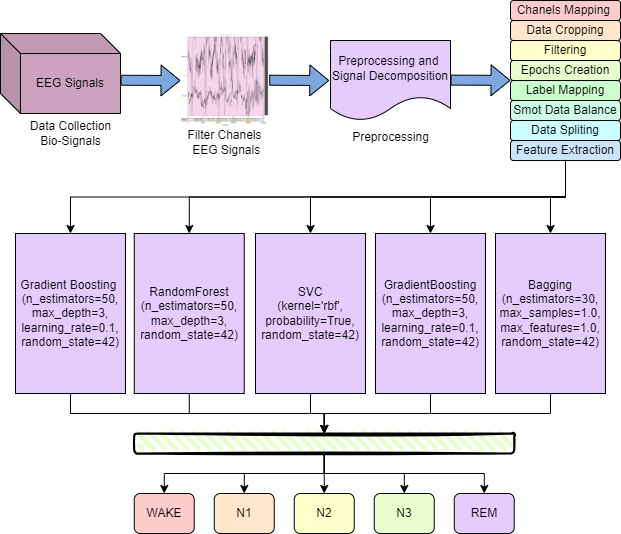 EEG Signals
Data Collection
Bio-Signals
Filter Chanels
EEG Signals
Preprocessing and
Signal Decomposition
Preprocessing
Chanels Mapping
Data Cropping
Filtering
Epochs Creation
Label Mapping
Smot Data Balance
Data Spliting
Feature Extraction
Gradient Boosting
(n_estimators=50,
max_depth=3,
learning_rate=0.1,
random_state=42)
RandomForest
(n_estimators=50,
max_depth=3,
random_state=42)
SVC
(kernel='rbf',
probability=True,
random_state=42)
GradientBoosting
(n_estimators=50,
max_depth=3,
learning_rate=0.1,
random_state=42)
Bagging
(n_estimators=30,
max_samples=1.0,
max_features=1.0,
random_state=42)
WAKE
N1
N2
N3
REM